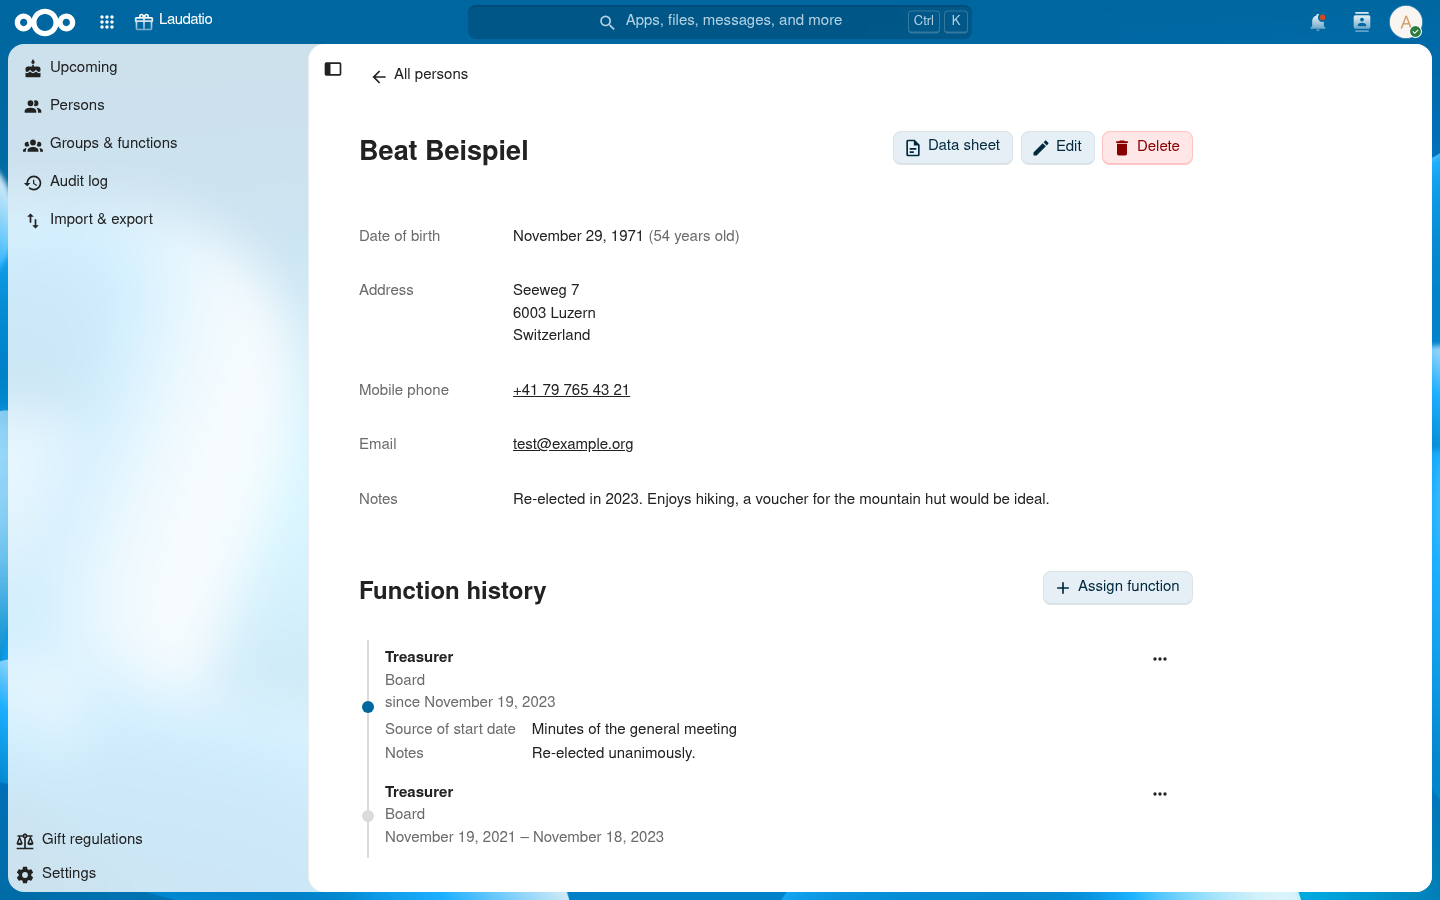 Laudatio
Apps, files, messages, and more
Ctrl K
A
Upcoming
Persons
Groups & functions
Audit log
Import & export
Gift regulations
Settings
All persons
Beat Beispiel
Data sheet
Edit
Delete
Date of birth November 29, 1971 (54 years old)
Address Seeweg 7
6003 Luzern
Switzerland
Mobile phone +41 79 765 43 21
Email test@example.org
Notes Re-elected in 2023. Enjoys hiking, a voucher for the mountain hut would be ideal.
Function history
Assign function
Treasurer
Board
since November 19, 2023
Source of start date Minutes of the general meeting
Notes Re-elected unanimously.
Treasurer
Board
November 19, 2021 – November 18, 2023